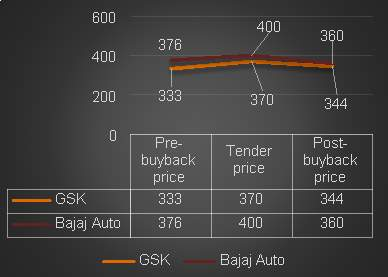 600
400
200
0
376
400
360
333
370
344
Pre-
buyback
price
Tender
price
Post-
buyback
price
GSK 333 370 344
Bajaj Auto 376 400 360
GSK Bajaj Auto